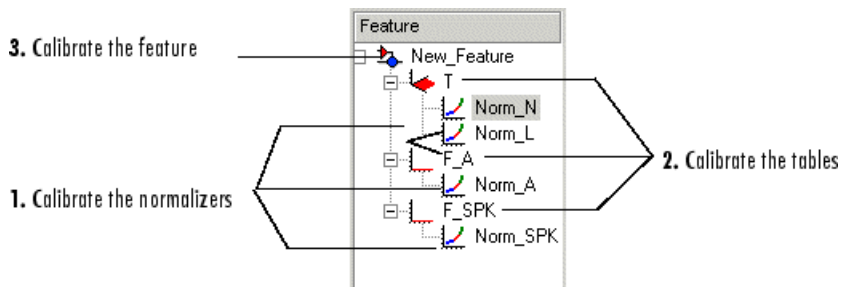 Feature
3. Calibrate the feature
New_Feature
T
Norm_N
Norm_L
F_A
2. Calibrate the tables
Norm_A
1. Calibrate the normalizers
F_SPK
Norm_SPK